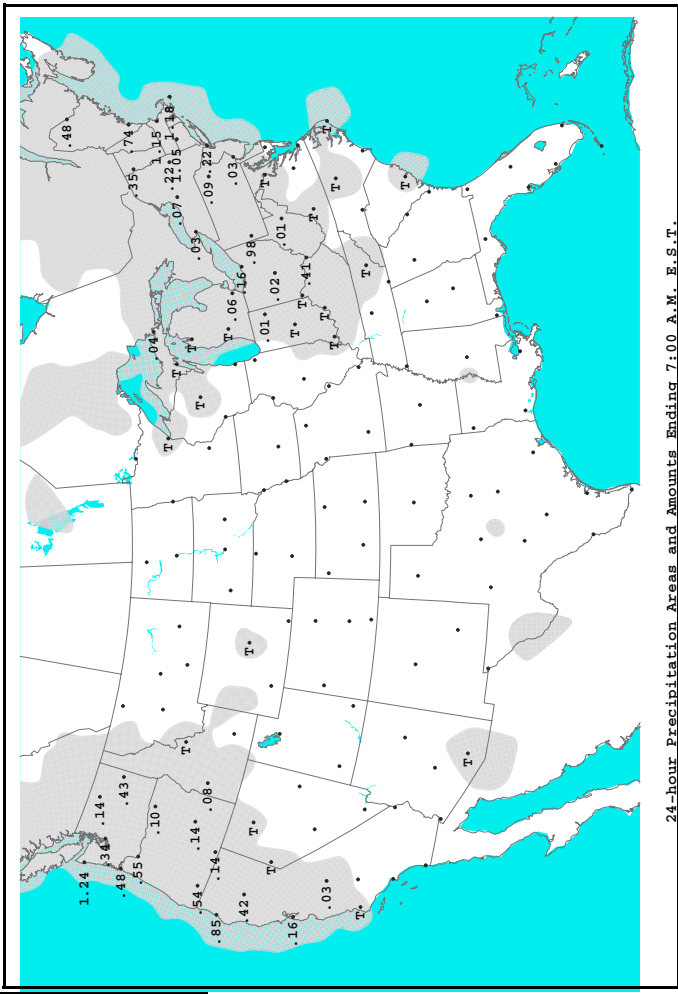 .48
1.24
.14
.34
.48
.43
.74
.35
.55
.04
.10
1.15
T
1.18
.22
1.05
T
.07
T
T
.14
.03
.54
T
.22
.08
.09
.14
.85
T
.06
.03
.16
.42
T
.98
T
.01
T
T
.02
.01
.16
T
T
.41
T
T
.03
T
T
T
T
T
T
T
24-hour Precipitation Areas and Amounts Ending 7:00 A.M. E.S.T.